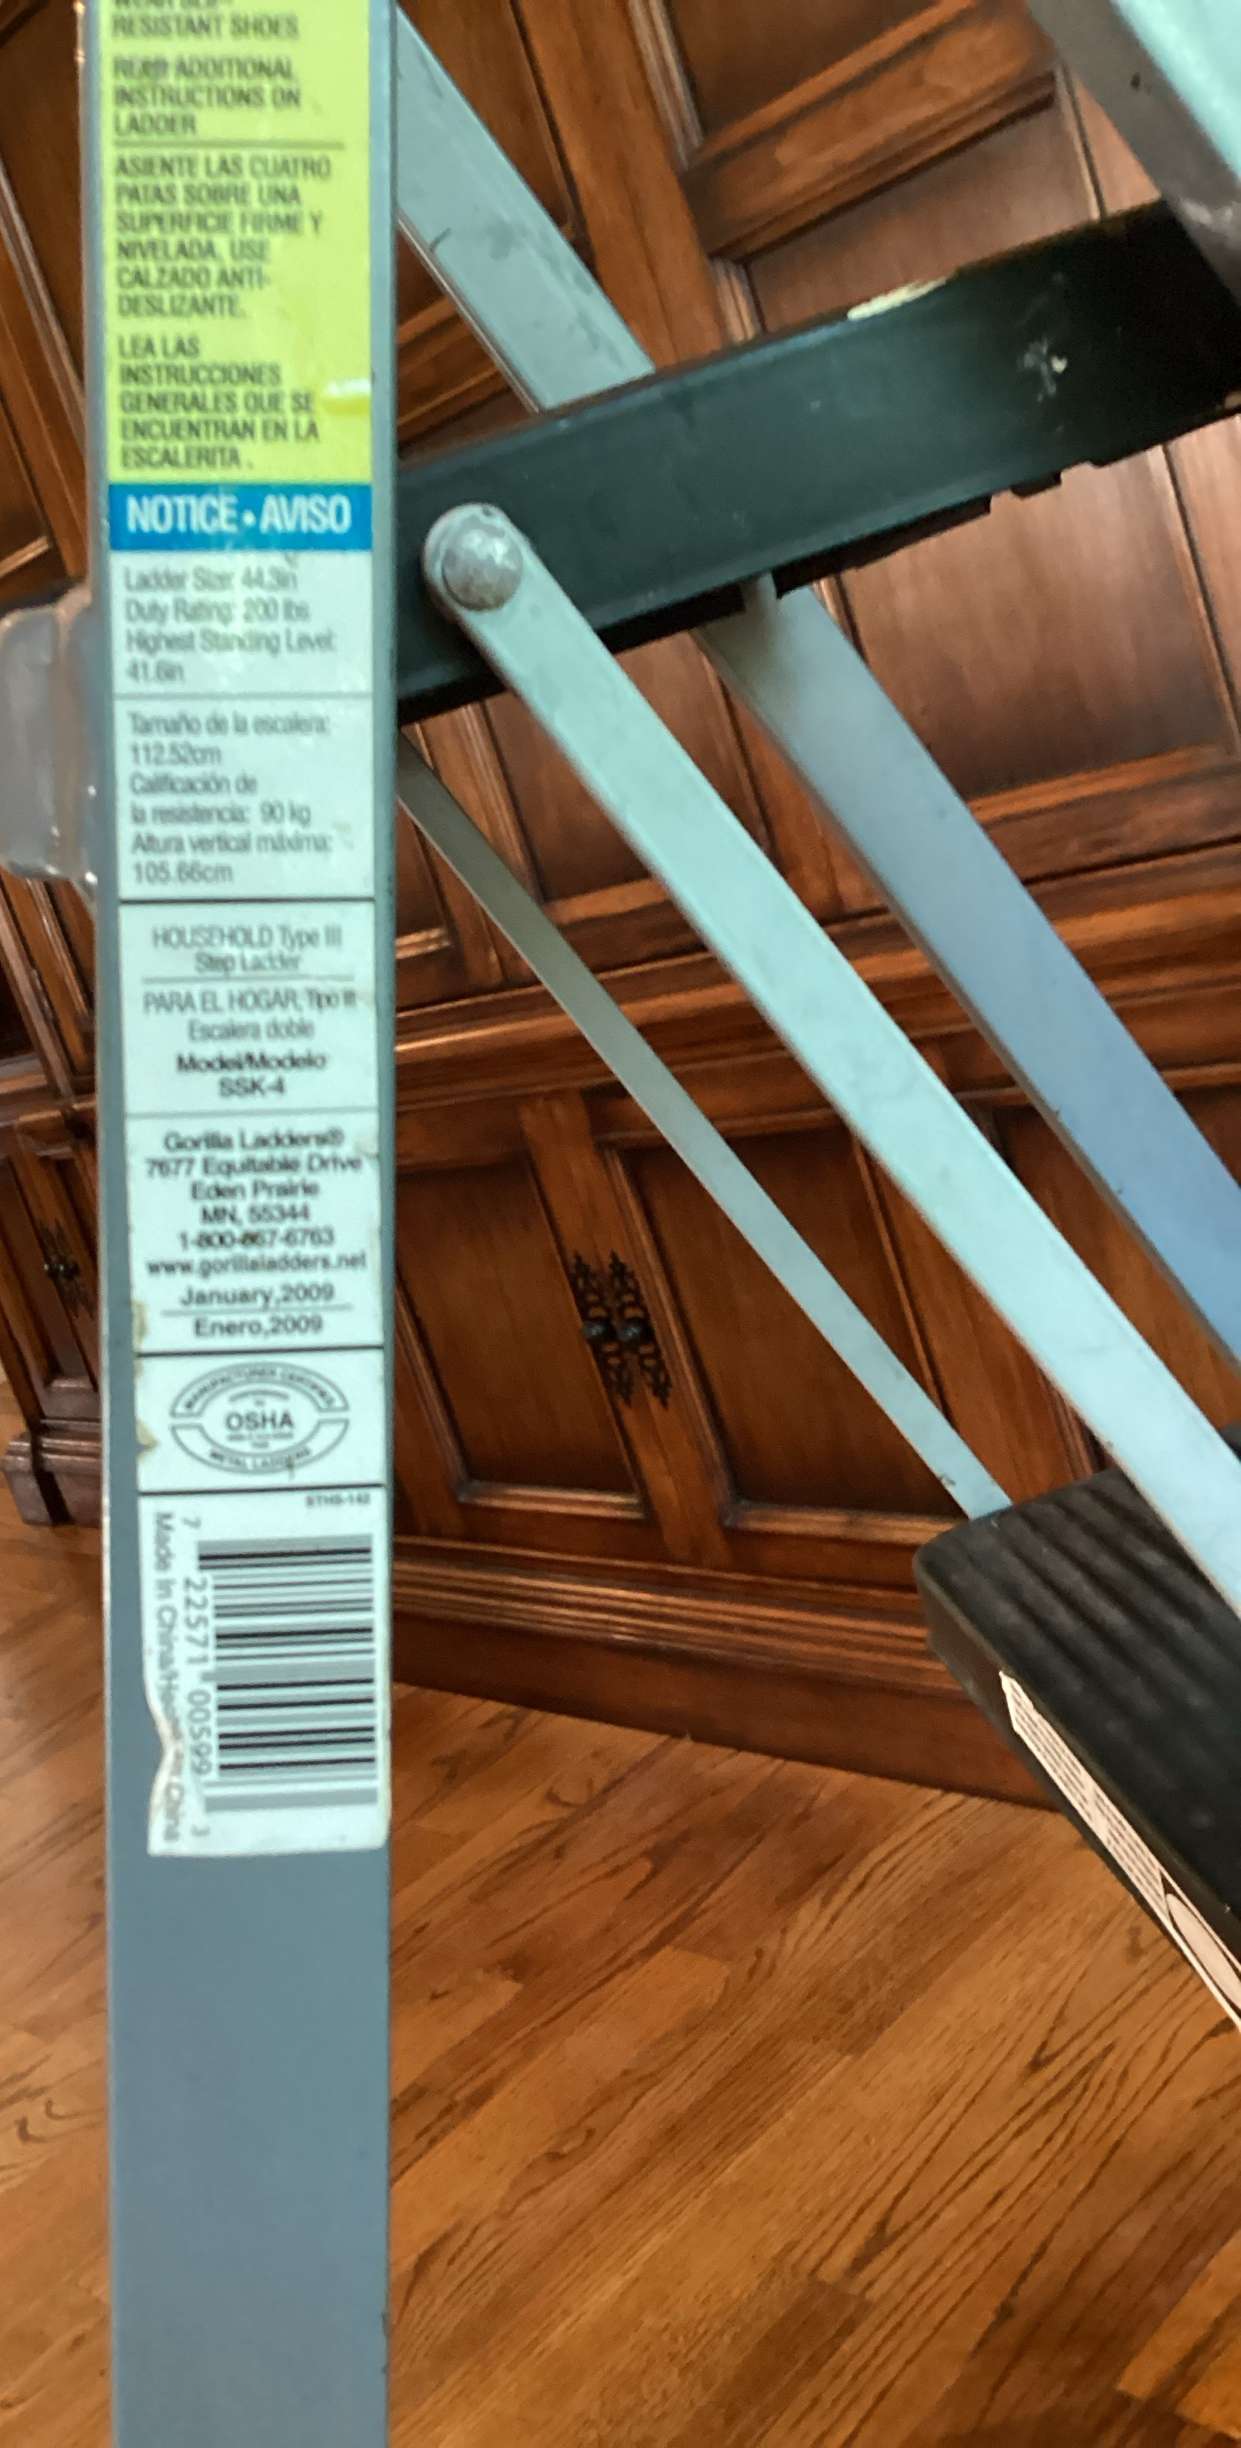 RESISTANT SHOES
READ ADDITIONAL
INSTRUCTIONS ON
LADDER
ASIENTE LAS CUATRO
PATAS SOBRE UNA
SUPERFICIE FIRME Y
NIVELADA. USE
CALZADO ANTI-
DESLIZANTE.
LEA LAS
INSTRUCCIONES
GENERALES QUE SE
ENCUENTRAN EN LA
ESCALERITA.
NOTICE • AVISO
Ladder Size: 44.3in
Duty Rating: 200 lbs
Highest Standing Level:
41.6in
Tamaño de la escalera:
112.52cm
Calificación de
la resistencia: 90 kg
Altura vertical máxima:
105.66cm
HOUSEHOLD Type III
Step Ladder
PARA EL HOGAR, Tipo III
Escalera doble
Model/Modelo
SSK-4
Gorilla Ladders®
7677 Equitable Drive
Eden Prairie
MN, 55344
1-800-867-6763
www.gorillaladders.net
January,2009
Enero,2009
MANUFACTURER CERTIFIED
OSHA
METAL LADDERS
7 22571 00599 3
Made in China/ China